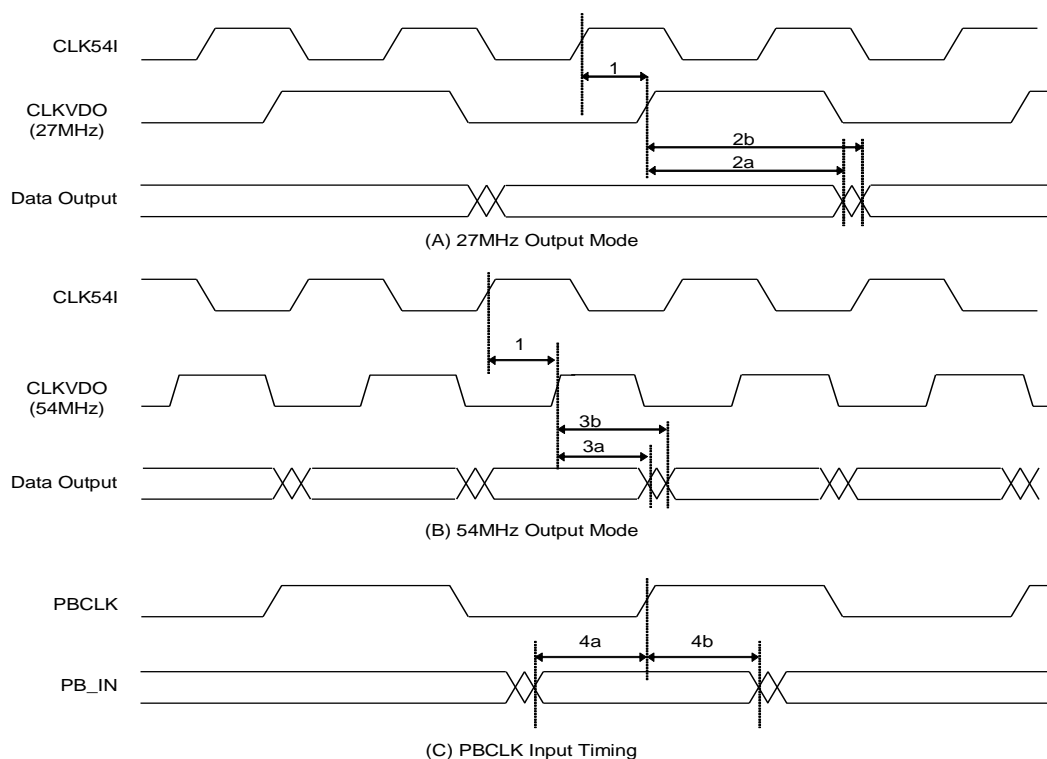 CLK54I
1
CLKVDO
(27MHz)
2b
2a
Data Output
(A) 27MHz Output Mode
CLK54I
1
CLKVDO
(54MHz)
3b
3a
Data Output
(B) 54MHz Output Mode
PBCLK
4a
4b
PB_IN
(C) PBCLK Input Timing